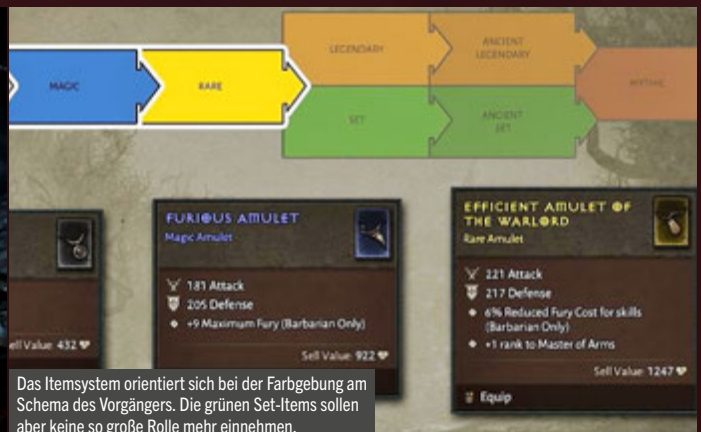 LEGENDARY
ANCIENT
LEGENDARY
MAGIC
RARE
MYTHIC
SET
ANCIENT
SET
FURIOUS AMULET
Magic Amulet
181 Attack
205 Defense
+9 Maximum Fury (Barbarian Only)
Sell Value: 922
EFFICIENT AMULET OF
THE WARLORD
Rare Amulet
221 Attack
217 Defense
6% Reduced Fury Cost for skills
(Barbarian Only)
+1 rank to Master of Arms
Sell Value: 1247
Equip
Value: 432
Das Itemsystem orientiert sich bei der Farbgebung am
Schema des Vorgängers. Die grünen Set-Items sollen
aber keine so große Rolle mehr einnehmen.